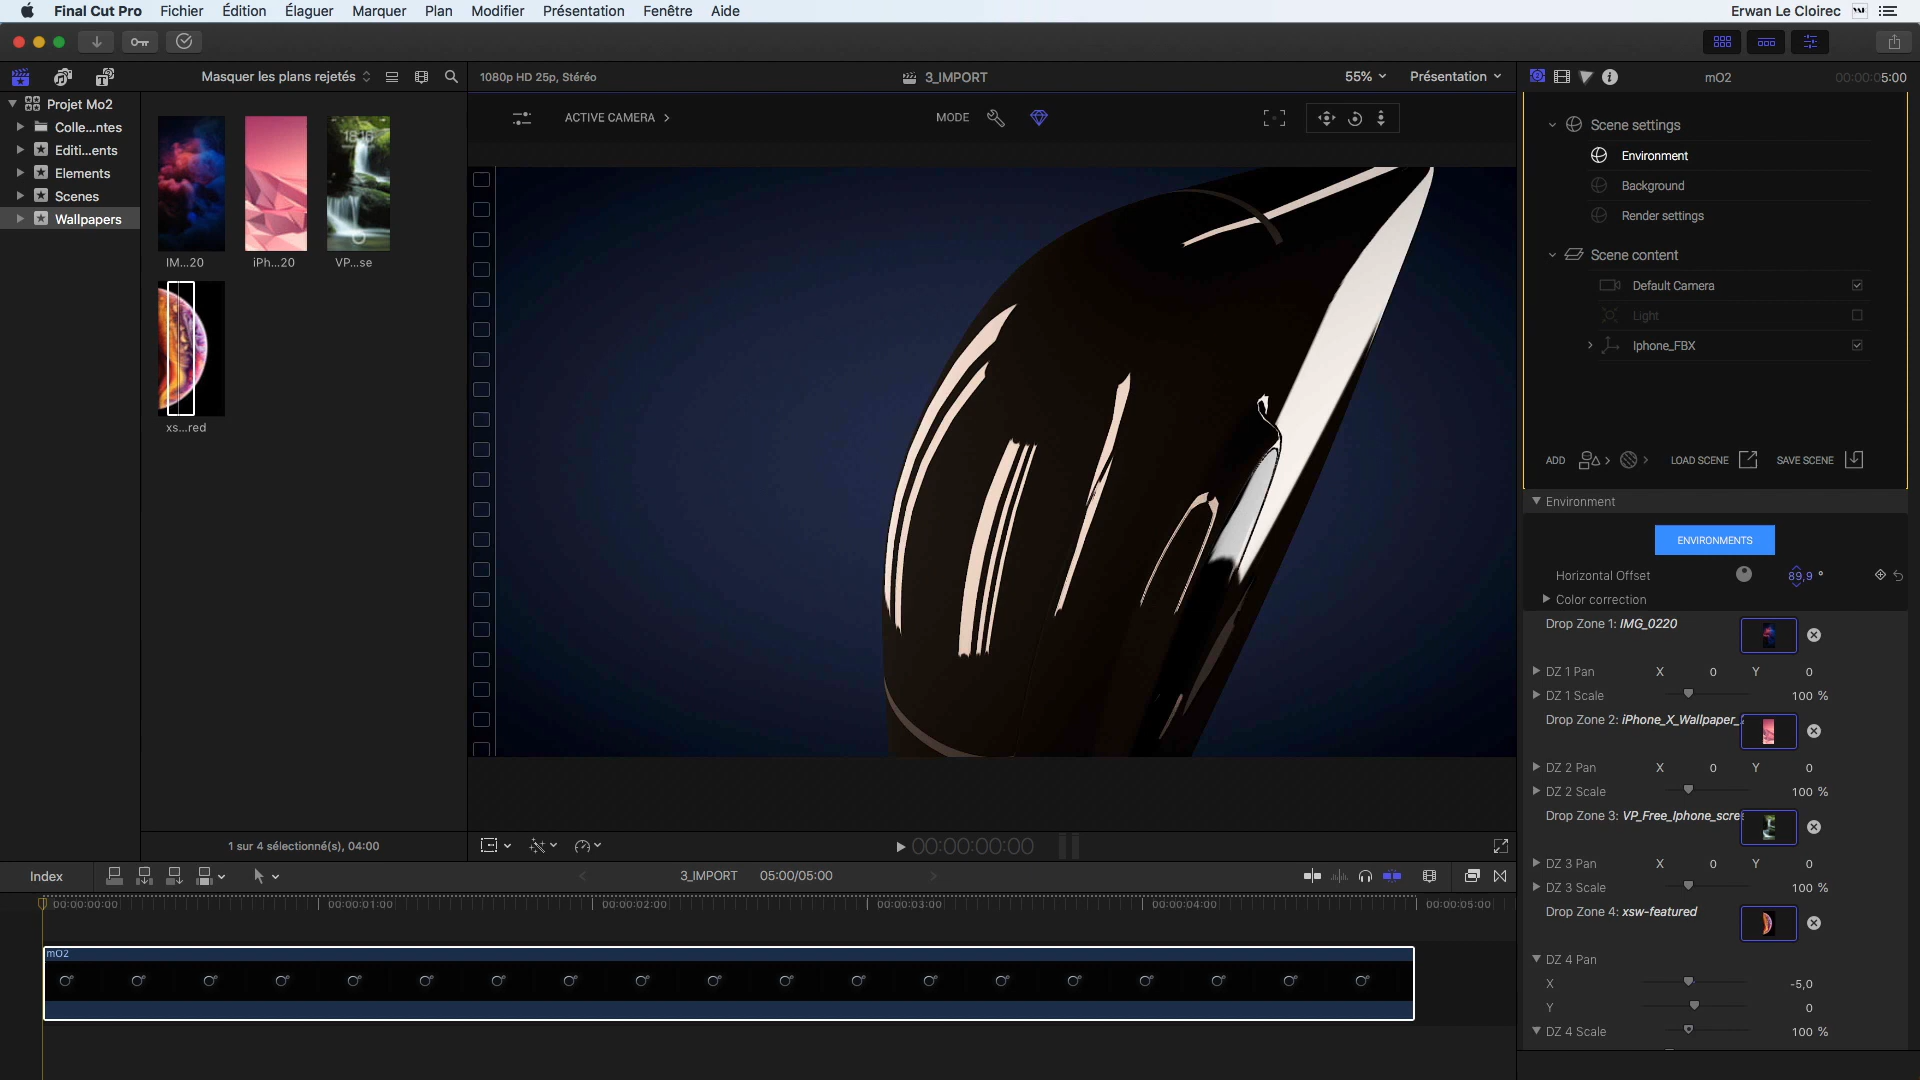 Final Cut Pro Fichier Édition Élaguer Marquer Plan Modifier Présentation Fenêtre Aide Erwan Le Cloirec
Masquer les plans rejetés
1080p HD 25p, Stéréo
3_IMPORT
55%
Présentation
mO2
00:00:05:00
Projet Mo2
Colle...ntes
Editi...ents
Elements
Scenes
Wallpapers
IM...20
iPh...20
VP...se
xs...red
1 sur 4 sélectionné(s), 04:00
ACTIVE CAMERA
MODE
00:00:00:00
Scene settings
Environment
Background
Render settings
Scene content
Default Camera
Light
Iphone_FBX
ADD
LOAD SCENE
SAVE SCENE
Environment
ENVIRONMENTS
Horizontal Offset 89,9 °
Color correction
Drop Zone 1: IMG_0220
DZ 1 Pan X 0 Y 0
DZ 1 Scale 100 %
Drop Zone 2: iPhone_X_Wallpaper_
DZ 2 Pan X 0 Y 0
DZ 2 Scale 100 %
Drop Zone 3: VP_Free_Iphone_scre
DZ 3 Pan X 0 Y 0
DZ 3 Scale 100 %
Drop Zone 4: xsw-featured
DZ 4 Pan
X -5,0
Y 0
DZ 4 Scale 100 %
Index
3_IMPORT 05:00/05:00
00:00:00:00 00:00:01:00 00:00:02:00 00:00:03:00 00:00:04:00 00:00:05:00
mO2